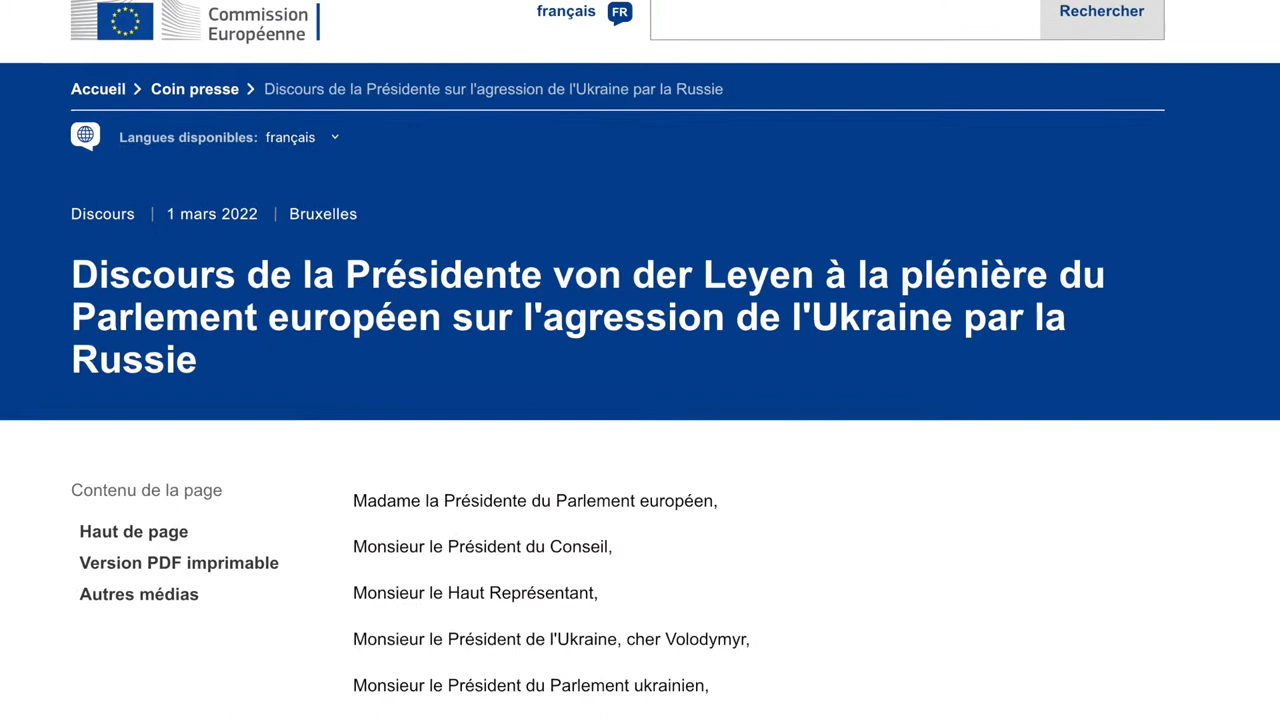 Commission
Européenne
français FR
Rechercher
Accueil Coin presse Discours de la Présidente sur l'agression de l'Ukraine par la Russie
Langues disponibles: français
Discours | 1 mars 2022 | Bruxelles
Discours de la Présidente von der Leyen à la plénière du
Parlement européen sur l'agression de l'Ukraine par la
Russie
Contenu de la page
Haut de page
Version PDF imprimable
Autres médias
Madame la Présidente du Parlement européen,
Monsieur le Président du Conseil,
Monsieur le Haut Représentant,
Monsieur le Président de l'Ukraine, cher Volodymyr,
Monsieur le Président du Parlement ukrainien,